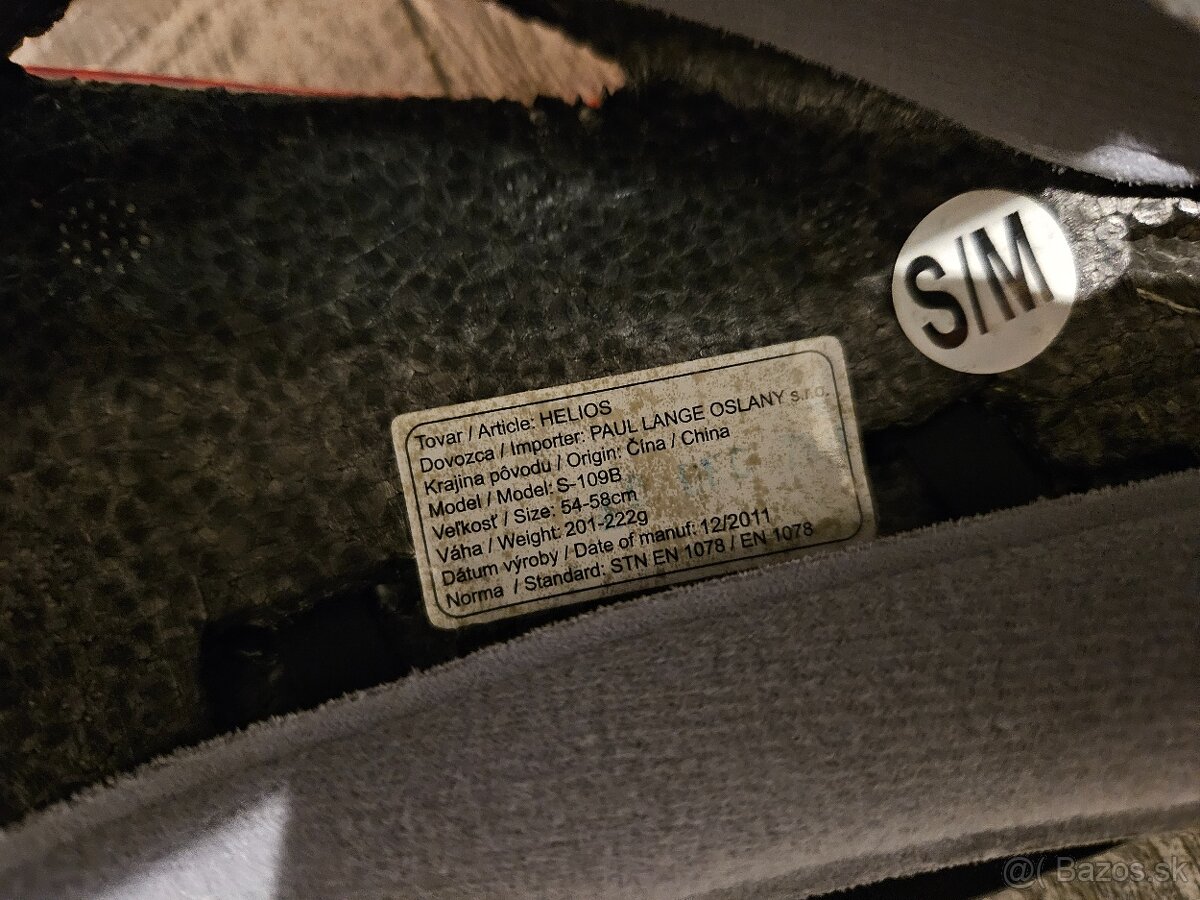 S/M
Tovar / Article: HELIOS
Dovozca / Importer: PAUL LANGE OSLANY s.r.o.
Krajina pôvodu / Origin: Čína / China
Model / Model: S-109B
Veľkosť / Size: 54-58cm
Váha / Weight: 201-222g
Dátum výroby / Date of manuf: 12/2011
Norma / Standard: STN EN 1078 / EN 1078
@( Bazos.sk